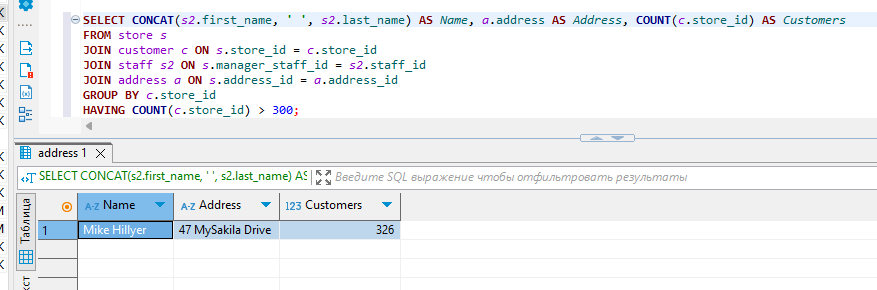 SELECT CONCAT(s2.first_name, ' ', s2.last_name) AS Name, a.address AS Address, COUNT(c.store_id) AS Customers
FROM store s
JOIN customer c ON s.store_id = c.store_id
JOIN staff s2 ON s.manager_staff_id = s2.staff_id
JOIN address a ON s.address_id = a.address_id
GROUP BY c.store_id
HAVING COUNT(c.store_id) > 300;
address 1
SELECT CONCAT(s2.first_name, ' ', s2.last_name) AS
Введите SQL выражение чтобы отфильтровать результаты
Таблица
A-Z Name A-Z Address 123 Customers
1 Mike Hillyer 47 MySakila Drive 326